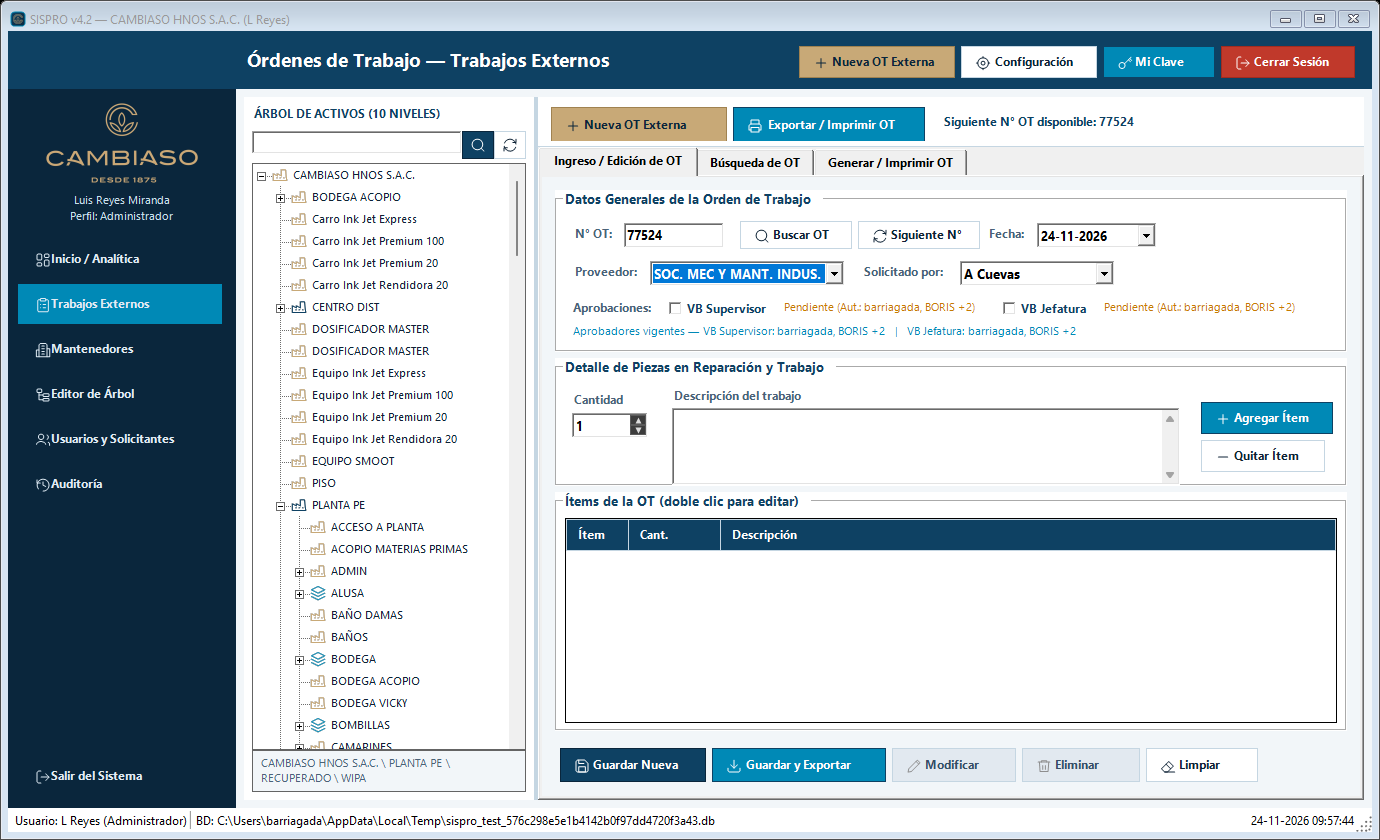 SISPRO v4.2 — CAMBIASO HNOS S.A.C. (L Reyes)
Órdenes de Trabajo — Trabajos Externos
Nueva OT Externa
Configuración
Mi Clave
Cerrar Sesión
CAMBIASO
DESDE 1875
Luis Reyes Miranda
Perfil: Administrador
Inicio / Analítica
Trabajos Externos
Mantenedores
Editor de Árbol
Usuarios y Solicitantes
Auditoría
Salir del Sistema
ÁRBOL DE ACTIVOS (10 NIVELES)
CAMBIASO HNOS S.A.C.
BODEGA ACOPIO
Carro Ink Jet Express
Carro Ink Jet Premium 100
Carro Ink Jet Premium 20
Carro Ink Jet Rendidora 20
CENTRO DIST
DOSIFICADOR MASTER
DOSIFICADOR MASTER
Equipo Ink Jet Express
Equipo Ink Jet Premium 100
Equipo Ink Jet Premium 20
Equipo Ink Jet Rendidora 20
EQUIPO SMOOT
PISO
PLANTA PE
ACCESO A PLANTA
ACOPIO MATERIAS PRIMAS
ADMIN
ALUSA
BAÑO DAMAS
BAÑOS
BODEGA
BODEGA ACOPIO
BODEGA VICKY
BOMBILLAS
CAMARINES
CAMBIASO HNOS S.A.C. \ PLANTA PE \
RECUPERADO \ WIPA
Nueva OT Externa
Exportar / Imprimir OT
Siguiente N° OT disponible: 77524
Ingreso / Edición de OT
Búsqueda de OT
Generar / Imprimir OT
Datos Generales de la Orden de Trabajo
N° OT:
77524
Buscar OT
Siguiente N°
Fecha:
24-11-2026
Proveedor:
SOC. MEC Y MANT. INDUS.
Solicitado por:
A Cuevas
Aprobaciones:
VB Supervisor
Pendiente (Aut.: barriagada, BORIS +2)
VB Jefatura
Pendiente (Aut.: barriagada, BORIS +2)
Aprobadores vigentes — VB Supervisor: barriagada, BORIS +2 | VB Jefatura: barriagada, BORIS +2
Detalle de Piezas en Reparación y Trabajo
Cantidad
Descripción del trabajo
1
Agregar Ítem
Quitar Ítem
Ítems de la OT (doble clic para editar)
Ítem
Cant.
Descripción
Guardar Nueva
Guardar y Exportar
Modificar
Eliminar
Limpiar
Usuario: L Reyes (Administrador)
BD: C:\Users\barriagada\AppData\Local\Temp\sispro_test_576c298e5e1b4142b0f97dd4720f3a43.db
24-11-2026 09:57:44